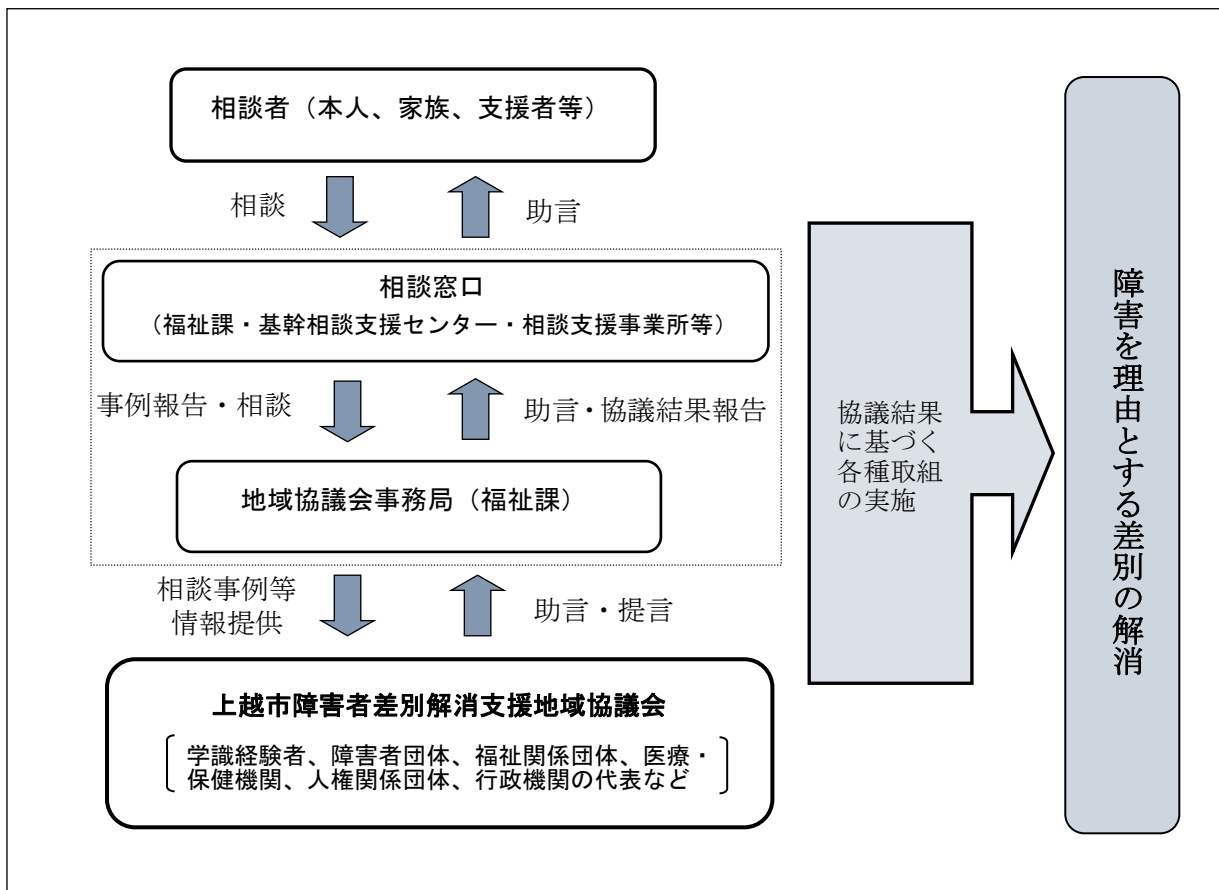 相談者（本人、家族、支援者等）
相談
助言
相談窓口
（福祉課・基幹相談支援センター・相談支援事業所等）
事例報告・相談
助言・協議結果報告
地域協議会事務局（福祉課）
相談事例等
情報提供
助言・提言
上越市障害者差別解消支援地域協議会
学識経験者、障害者団体、福祉関係団体、医療・
保健機関、人権関係団体、行政機関の代表など
協議結果
に基づく
各種取組
の実施
障害を理由とする差別の解消